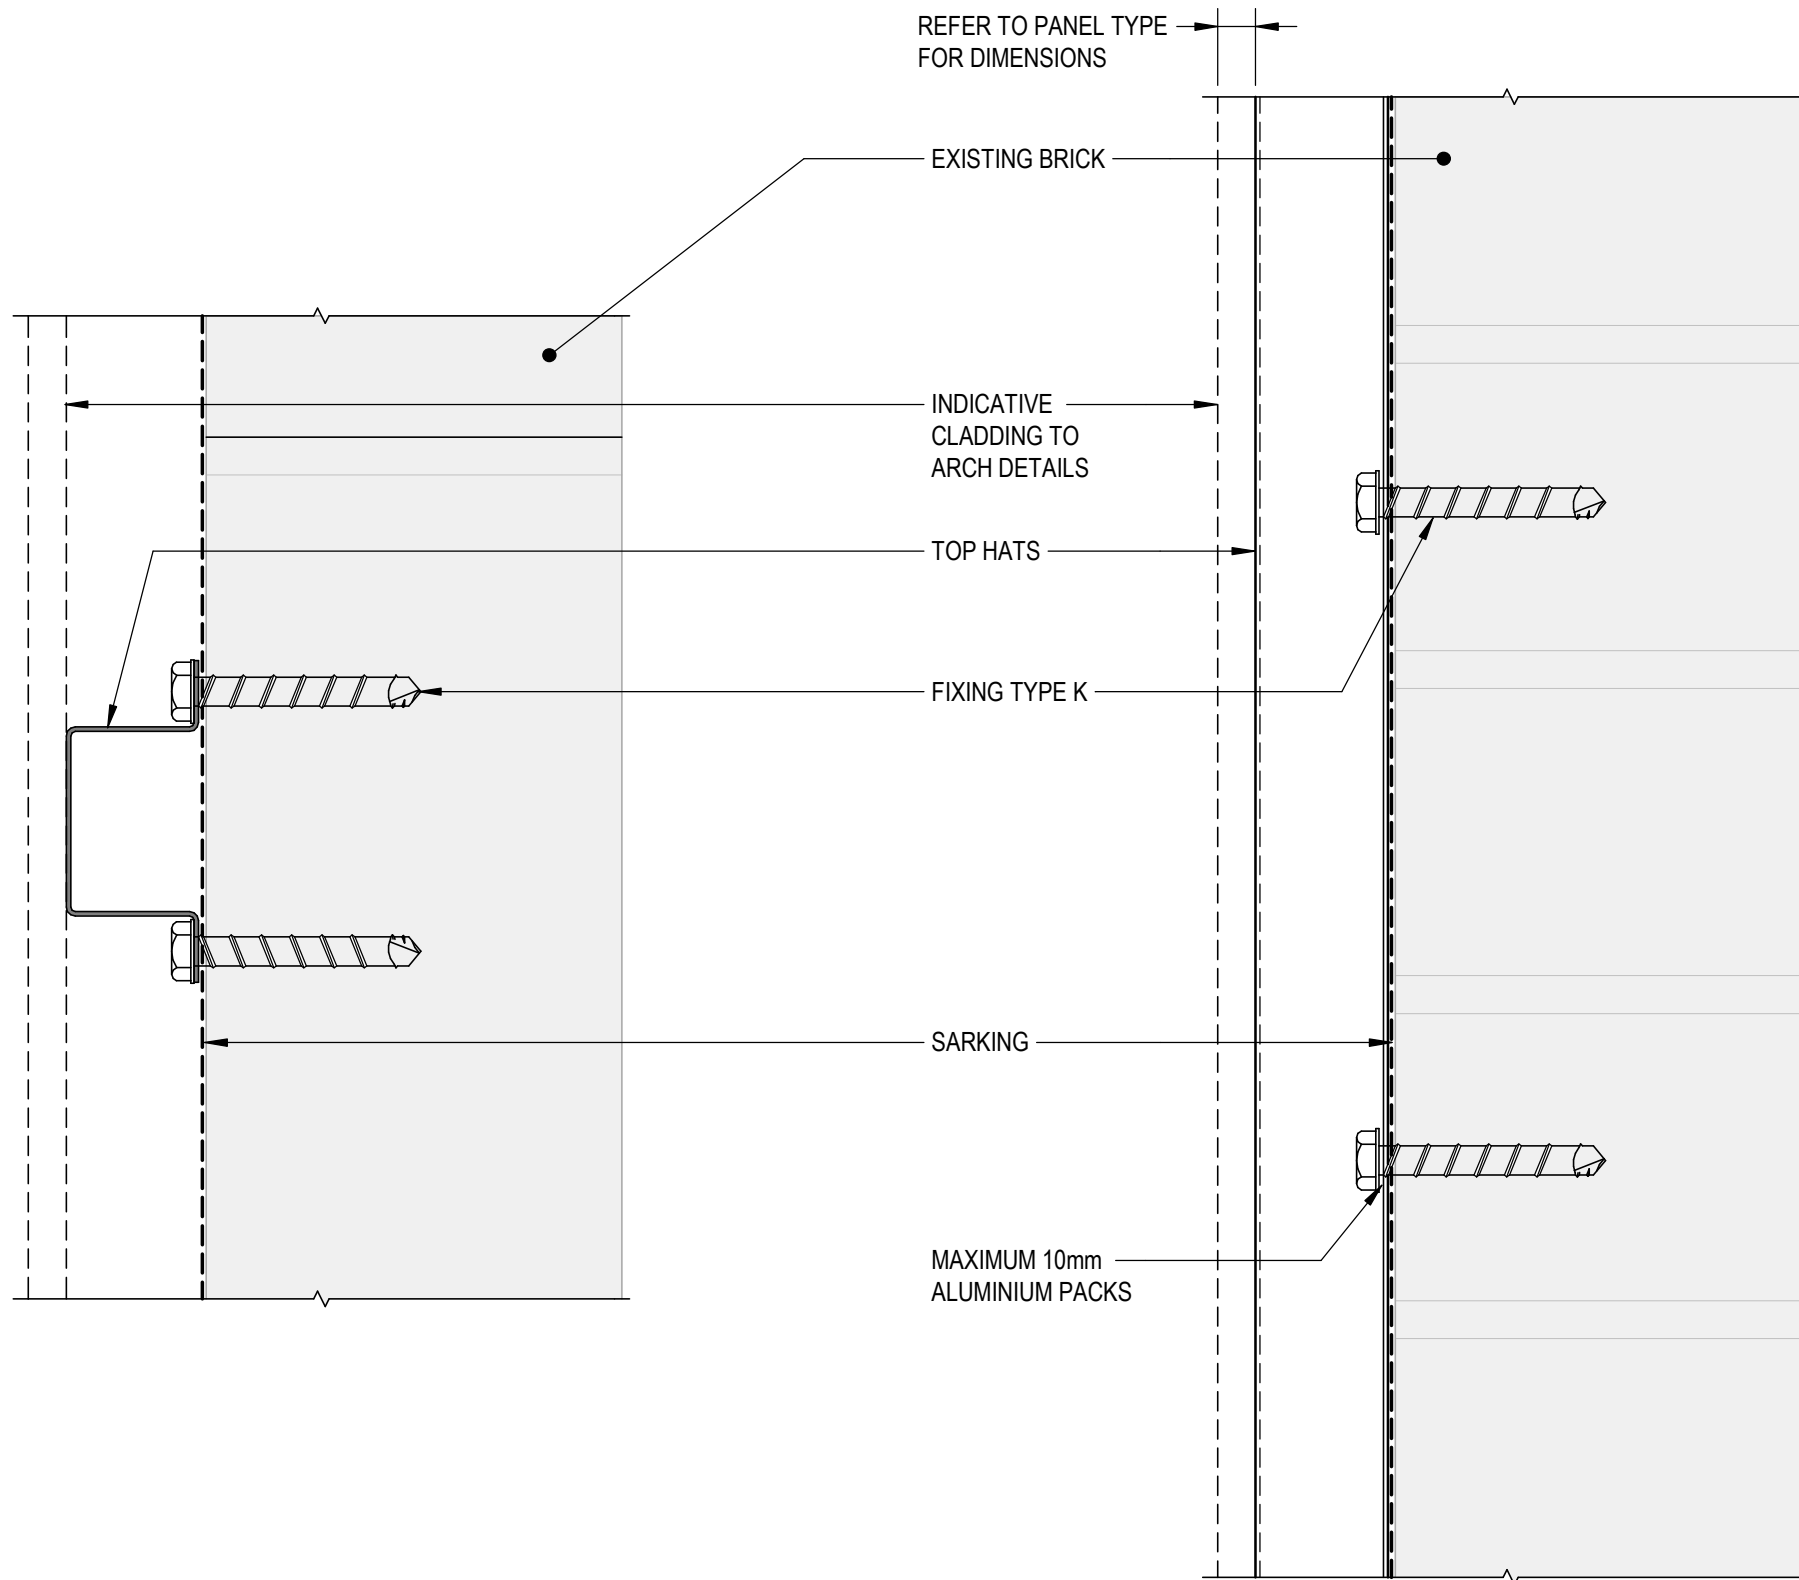 REFER TO PANEL TYPE
FOR DIMENSIONS
EXISTING BRICK
INDICATIVE
CLADDING TO
ARCH DETAILS
TOP HATS
FIXING TYPE K
SARKING
MAXIMUM 10mm
ALUMINIUM PACKS